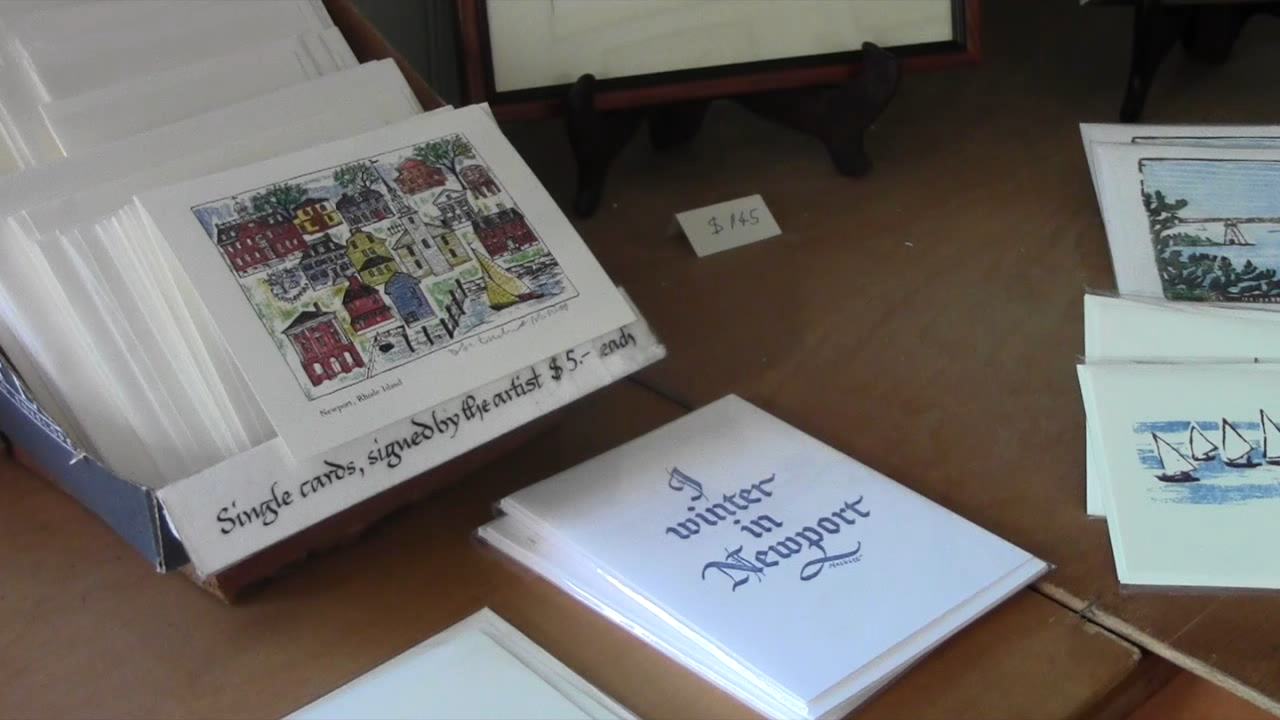 $145
Newport, Rhode Island
Single cards, signed by the artist $5.- each
I
winter
in
Newport